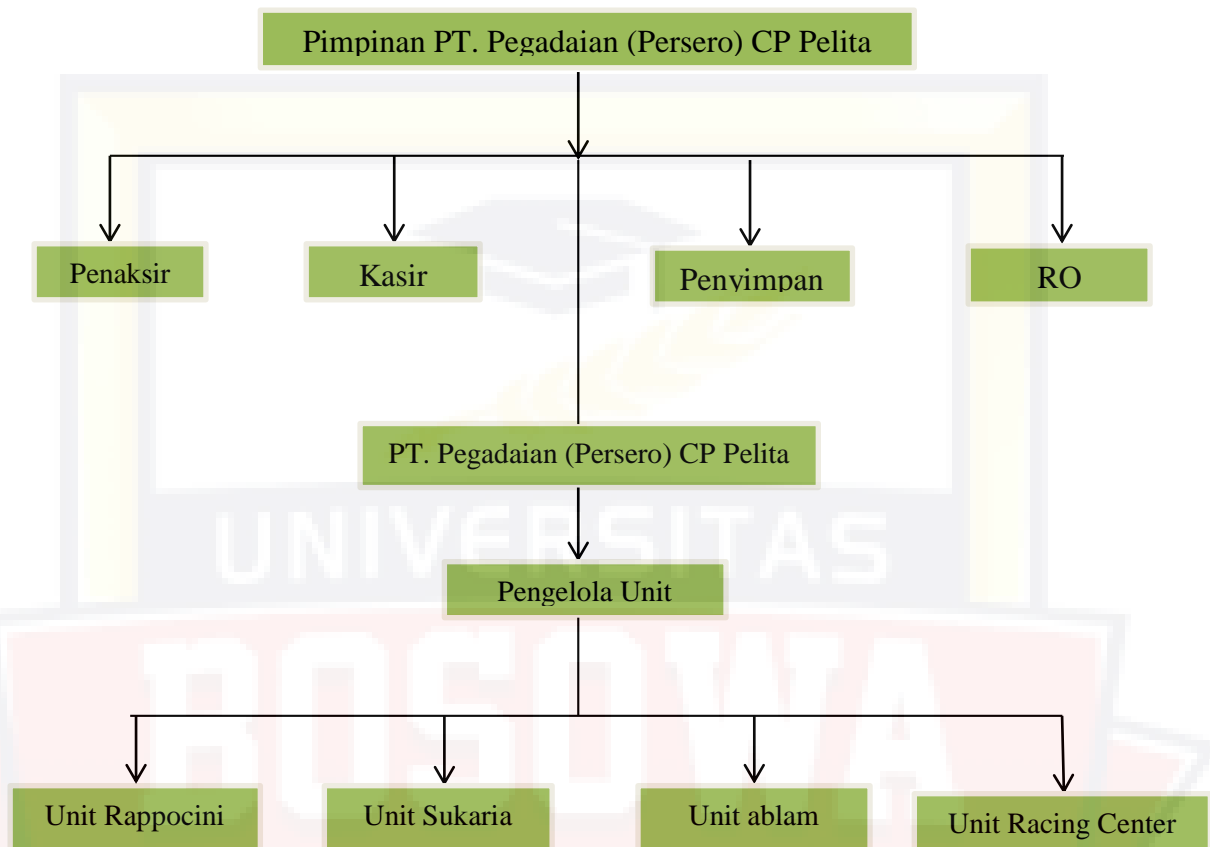 Pimpinan PT. Pegadaian (Persero) CP Pelita
Penaksir
Kasir
Penyimpan
RO
PT. Pegadaian (Persero) CP Pelita
UNIVERSITAS
Pengelola Unit
BOSOWA
Unit Rappocini
Unit Sukaria
Unit ablam
Unit Racing Center